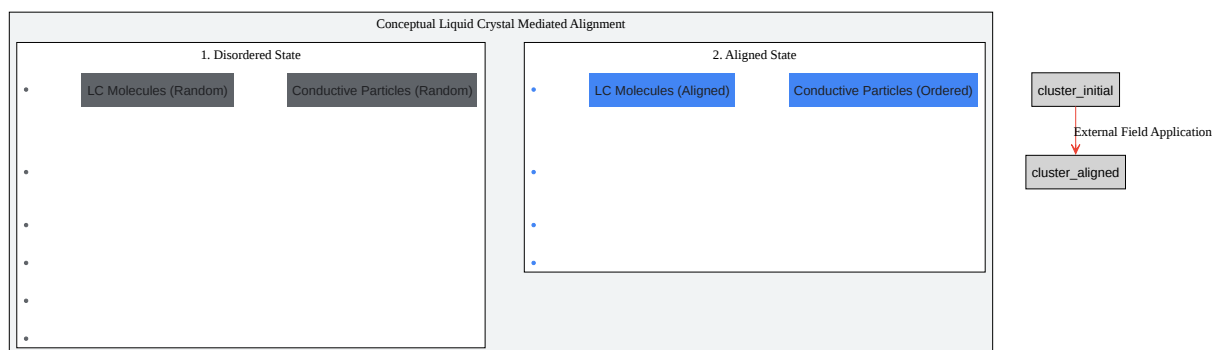 Conceptual Liquid Crystal Mediated Alignment
1. Disordered State
LC Molecules (Random)
Conductive Particles (Random)
2. Aligned State
LC Molecules (Aligned)
Conductive Particles (Ordered)
cluster_initial
External Field Application
cluster_aligned